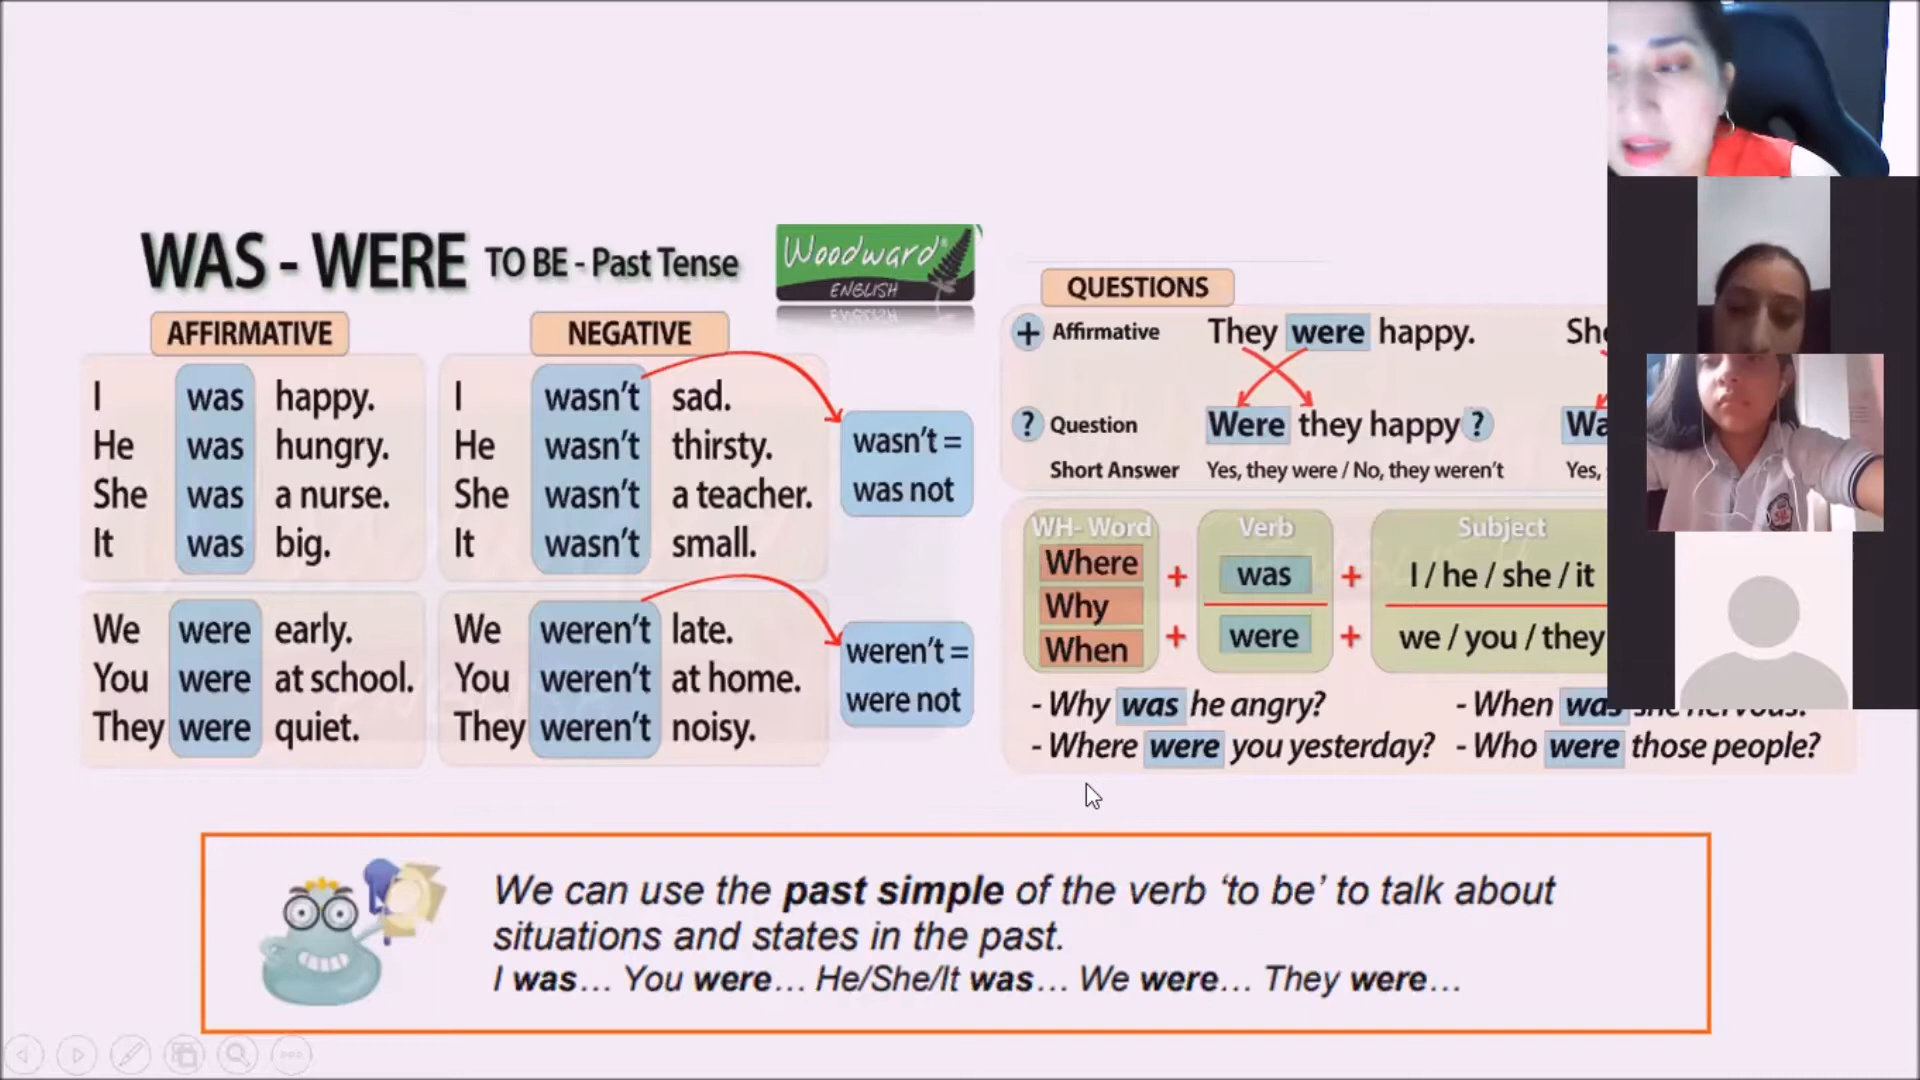 WAS - WERE TO BE - Past Tense
Woodward®
ENGLISH
AFFIRMATIVE
I was happy.
He was hungry.
She was a nurse.
It was big.
We were early.
You were at school.
They were quiet.
NEGATIVE
I wasn't sad.
He wasn't thirsty.
She wasn't a teacher.
It wasn't small.
wasn't =
was not
We weren't late.
You weren't at home.
They weren't noisy.
weren't =
were not
QUESTIONS
+ Affirmative They were happy.
? Question Were they happy ?
Short Answer Yes, they were / No, they weren't Yes,
WH- Word Verb Subject
Where
Why
When
+ was + I / he / she / it
+ were + we / you / they
- Why was he angry? - When was she nervous.
- Where were you yesterday? - Who were those people?
We can use the past simple of the verb ‘to be’ to talk about
situations and states in the past.
I was... You were... He/She/It was... We were... They were...